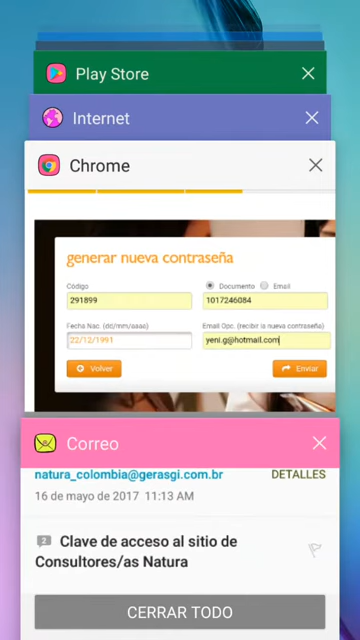 Play Store
Internet
Chrome
generar nueva contraseña
Código
Documento Email
291899
1017246084
Fecha Nac. (dd/mm/aaaa)
Email Opc. (recibir la nueva contraseña)
22/12/1991
yeni.g@hotmail.com
Volver
Enviar
Correo
natura_colombia@gerasgi.com.br
DETALLES
16 de mayo de 2017 11:13 AM
2 Clave de acceso al sitio de
Consultores/as Natura
CERRAR TODO